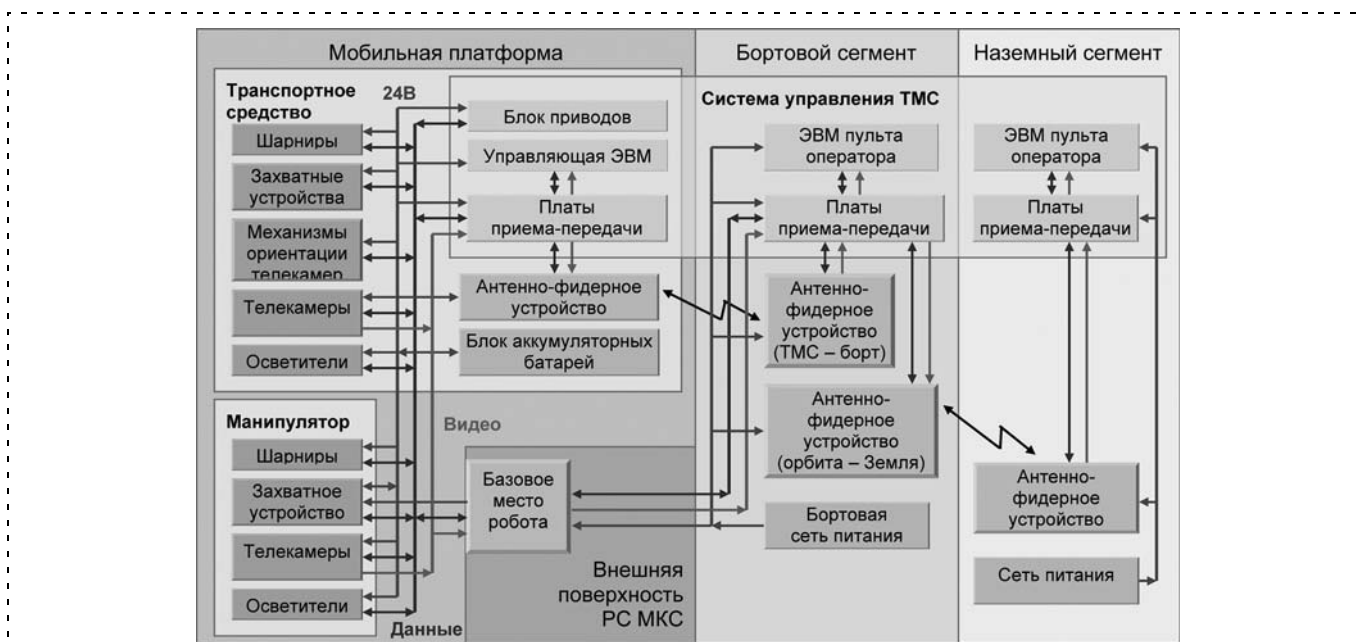 Мобильная платформа
Бортовой сегмент
Наземный сегмент
Транспортное
средство
24В
Шарниры
Захватные
устройства
Механизмы
ориентации
телекамер
Телекамеры
Осветители
Блок приводов
Управляющая ЭВМ
Платы
приема-передачи
Антенно-фидерное
устройство
Блок аккумуляторных
батарей
Система управления ТМС
ЭВМ пульта
оператора
Платы
приема-передачи
Антенно-
фидерное
устройство
(ТМС – борт)
Антенно-
фидерное
устройство
(орбита – Земля)
Бортовая
сеть питания
ЭВМ пульта
оператора
Платы
приема-передачи
Антенно-
фидерное
устройство
Сеть питания
Манипулятор
Видео
Шарниры
Захватное
устройство
Телекамеры
Осветители
Данные
Базовое
место
робота
Внешняя
поверхность
РС МКС